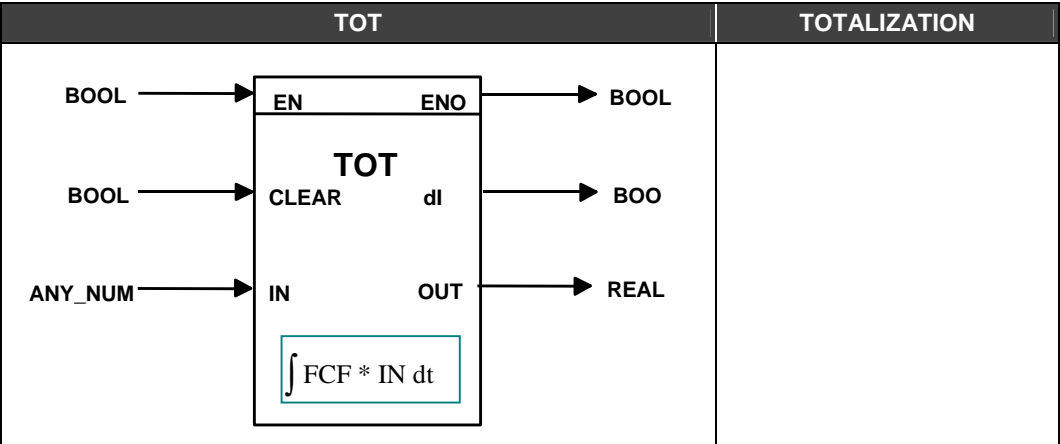 TOT TOTALIZATION
BOOL EN ENO BOOL
TOT
BOOL CLEAR dI BOO
ANY_NUM IN OUT REAL
∫ FCF * IN dt